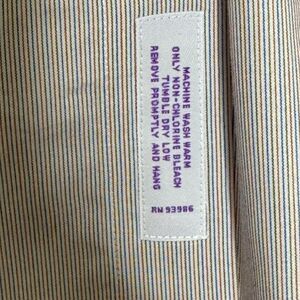 MACHINE WASH WARM
ONLY NON-CHLORINE BLEACH
TUMBLE DRY LOW
REMOVE PROMPTLY AND HANG
RN 93986